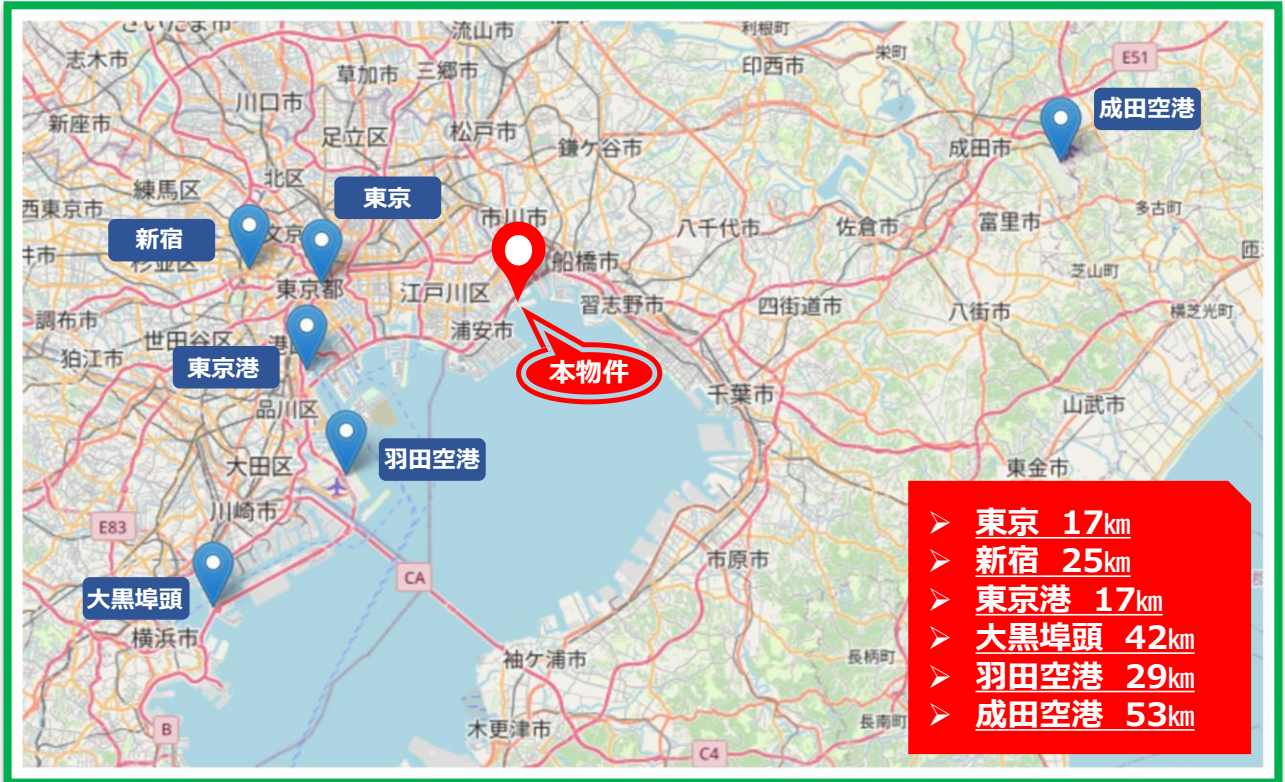 さいたま市
流山市
利根町
栄町
E51
志木市
草加市
三郷市
印西市
川口市
成田空港
新座市
足立区
松戸市
鎌ケ谷市
成田市
北区
練馬区
東京
西東京市
市川市
多古町
八千代市
佐倉市
富里市
新宿
文京
井市
杉並区
船橋市
匝
芝山町
東京都
江戸川区
習志野市
四街道市
八街市
横芝光町
調布市
浦安市
世田谷区
港
狛江市
東京港
本物件
千葉市
山武市
品川区
羽田空港
大田区
東金市
川崎市
E83
市原市
CA
大黒埠頭
横浜市
袖ケ浦市
長柄町
木更津市
長南町
B
C4
➢ 東京 17㎞
➢ 新宿 25㎞
➢ 東京港 17㎞
➢ 大黒埠頭 42㎞
➢ 羽田空港 29㎞
➢ 成田空港 53㎞